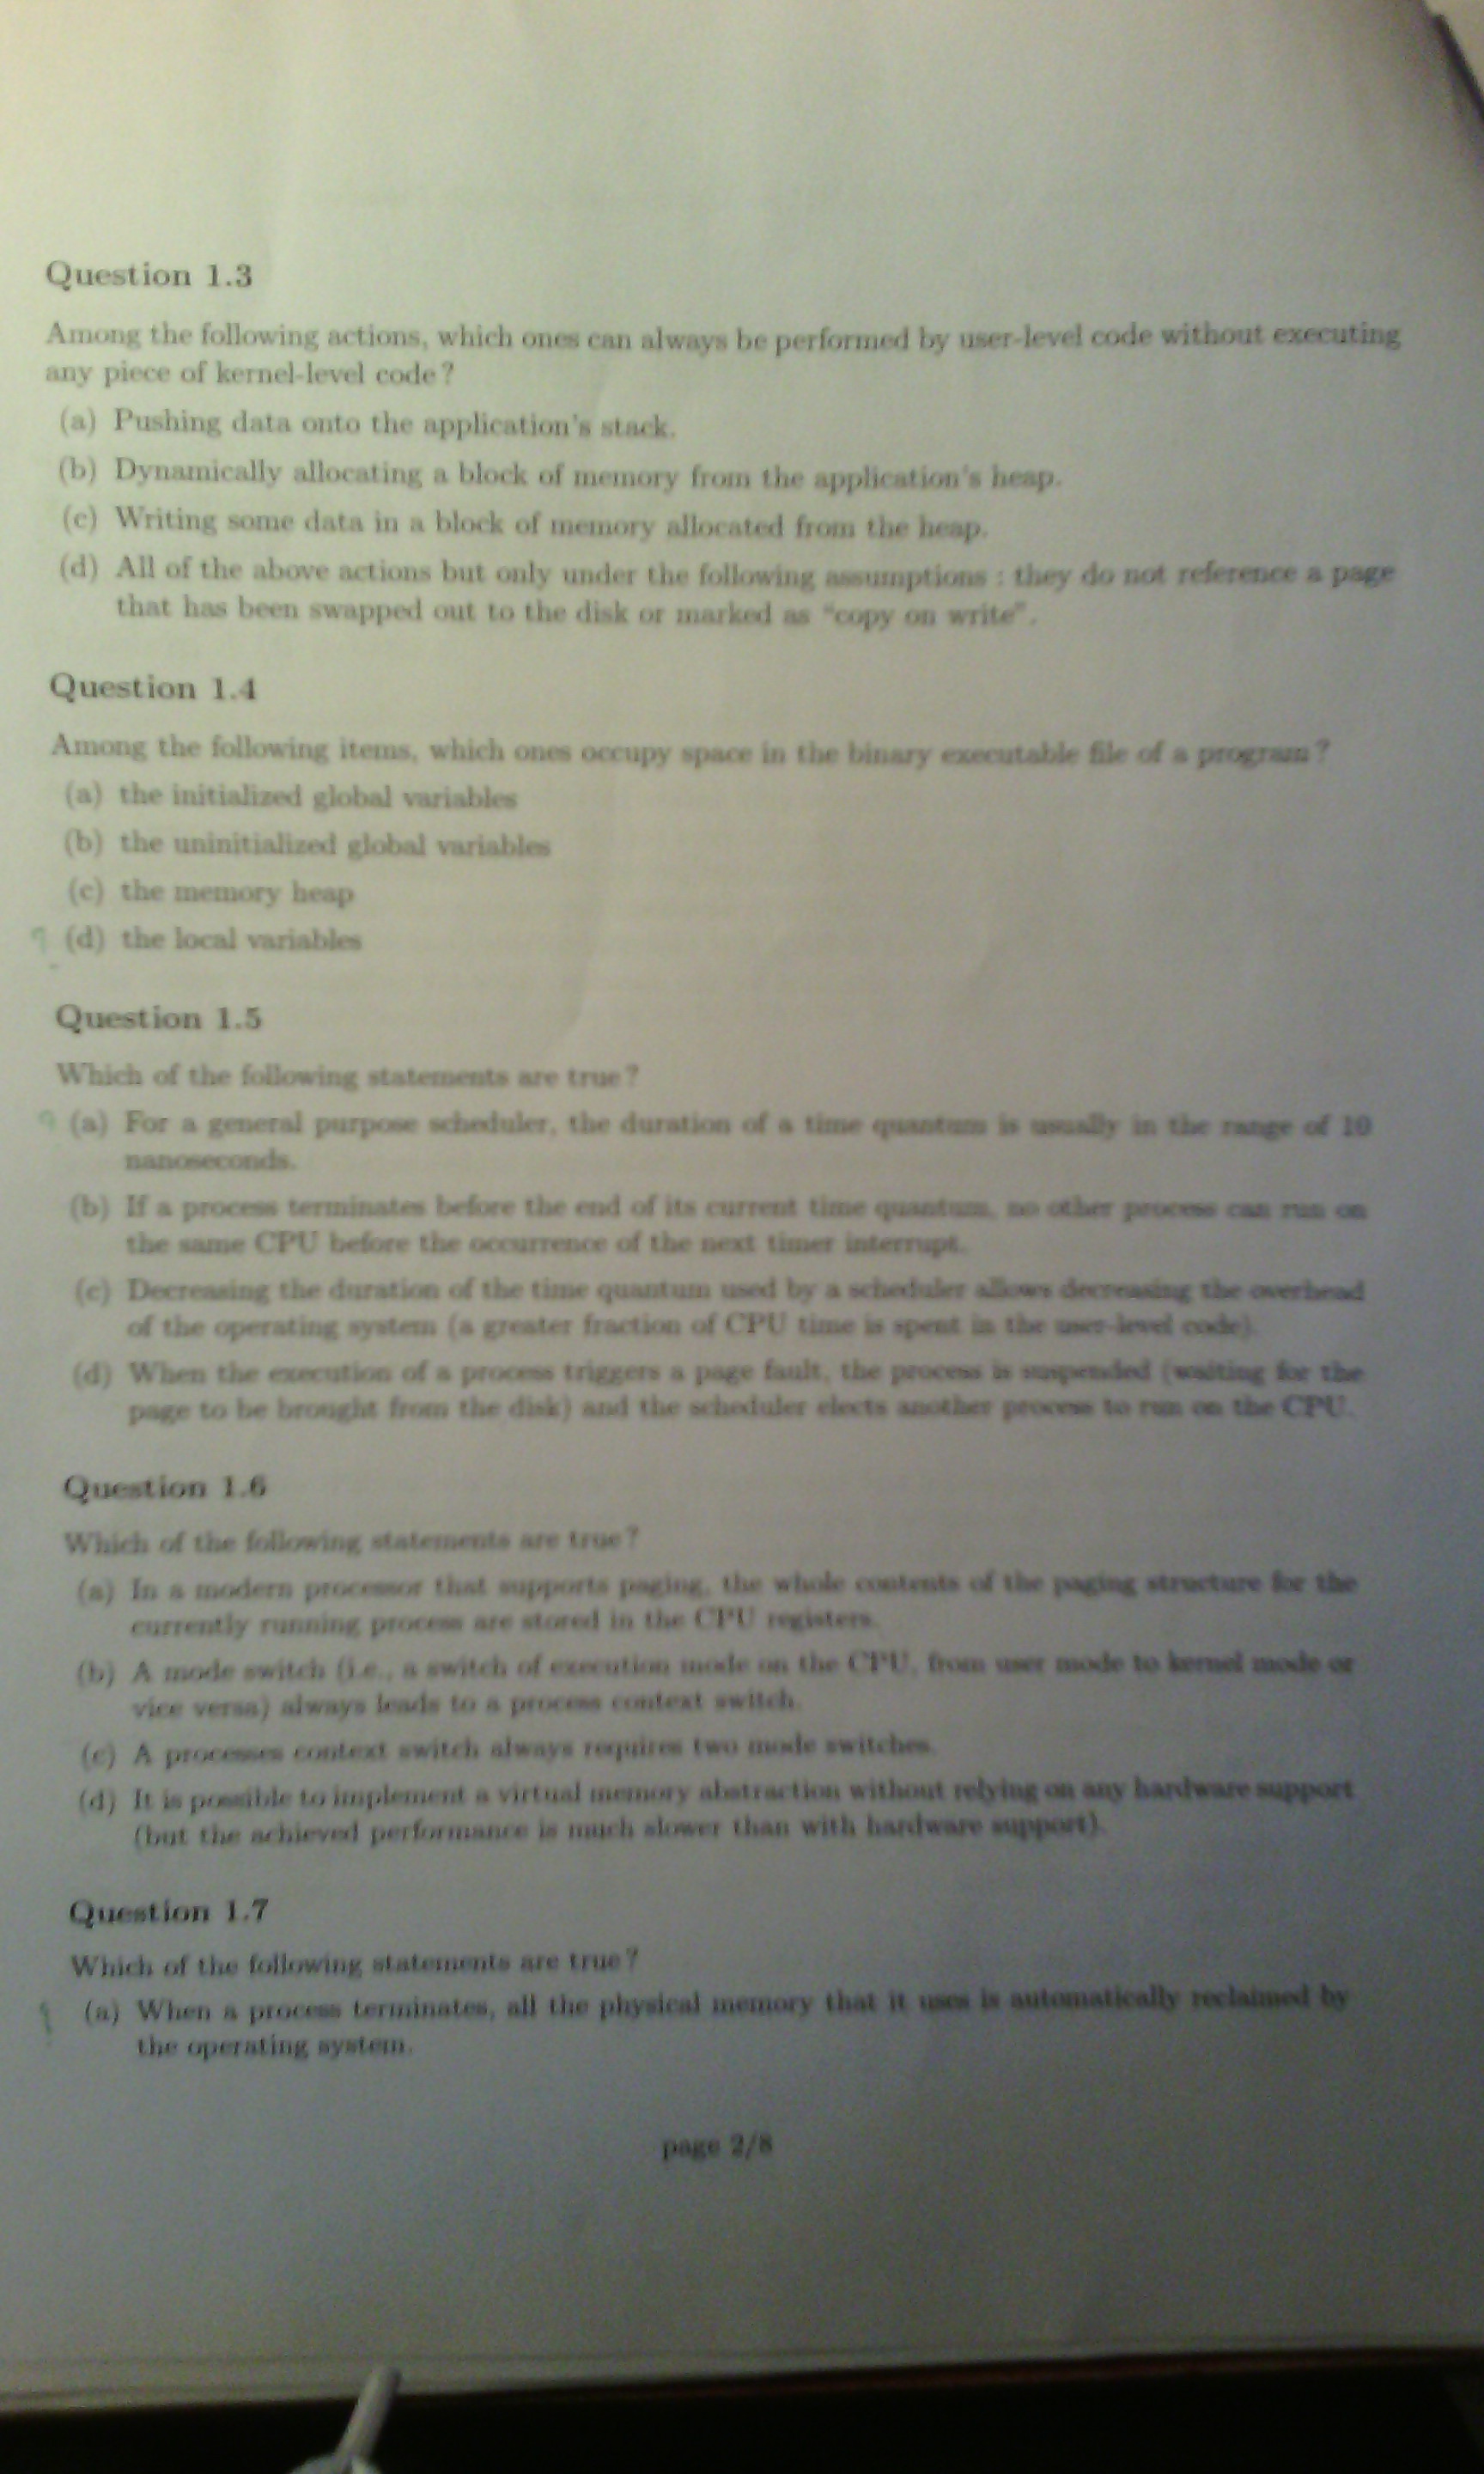 Question 1.3
Among the following actions, which ones can always be performed by user-level code without executing
any piece of kernel-level code ?
(a) Pushing data onto the application's stack.
(b) Dynamically allocating a block of memory from the application's heap.
(c) Writing some data in a block of memory allocated from the heap.
(d) All of the above actions but only under the following assumptions : they do not reference a page
that has been swapped out to the disk or marked as "copy on write".
Question 1.4
Among the following items, which ones occupy space in the binary executable file of a program ?
(a) the initialized global variables
(b) the uninitialized global variables
(c) the memory heap
? (d) the local variables
Question 1.5
Which of the following statements are true ?
? (a) For a general purpose scheduler, the duration of a time quantum is usually in the range of 10
nanoseconds.
(b) If a process terminates before the end of its current time quantum, no other process can run on
the same CPU before the occurrence of the next timer interrupt.
(c) Decreasing the duration of the time quantum used by a scheduler allows decreasing the overhead
of the operating system (a greater fraction of CPU time is spent in the user-level code).
(d) When the execution of a process triggers a page fault, the process is suspended (waiting for the
page to be brought from the disk) and the scheduler elects another process to run on the CPU.
Question 1.6
Which of the following statements are true ?
(a) In a modern processor that supports paging, the whole contents of the paging structure for the
currently running process are stored in the CPU registers.
(b) A mode switch (i.e., a switch of execution mode on the CPU, from user mode to kernel mode or
vice versa) always leads to a process context switch.
(c) A processes context switch always requires two mode switches.
(d) It is possible to implement a virtual memory abstraction without relying on any hardware support
(but the achieved performance is much slower than with hardware support).
Question 1.7
Which of the following statements are true ?
(a) When a process terminates, all the physical memory that it uses is automatically reclaimed by
the operating system.
page 2/8